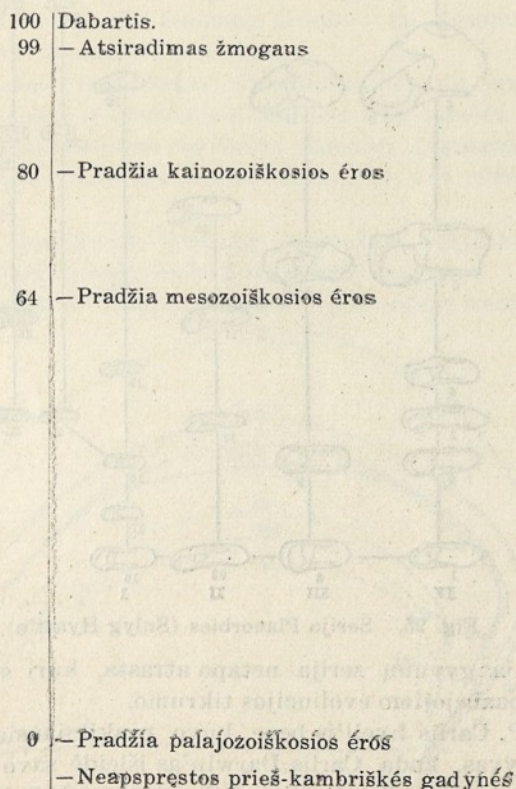 100 Dabartis.
99 —Atsiradimas žmogaus
80 —Pradžia kainozoiškosios éros
64 —Pradžia mesozoiškosios éros
0 —Pradžia palajozoiškosios éros
—Neapspręstos prieš-kambriškés gadynés